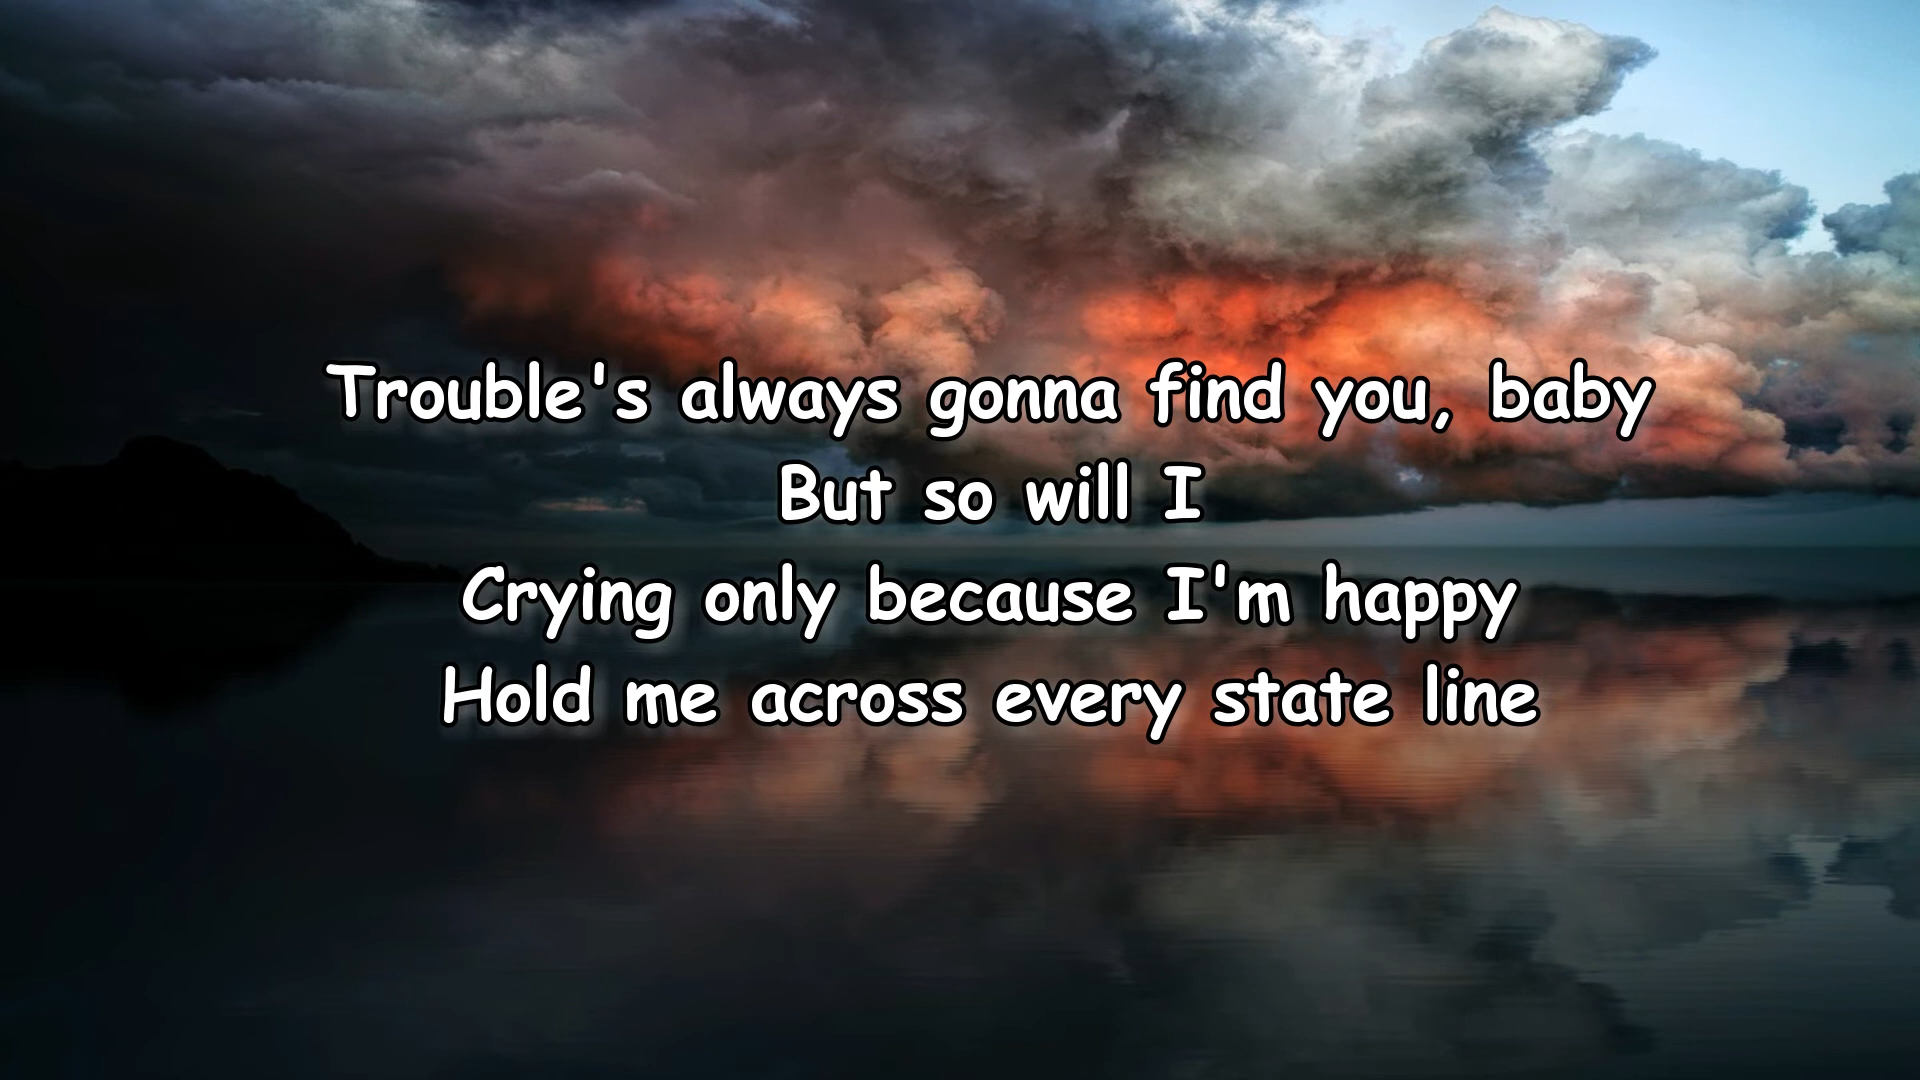 Trouble's always gonna find you, baby
But so will I
Crying only because I'm happy
Hold me across every state line